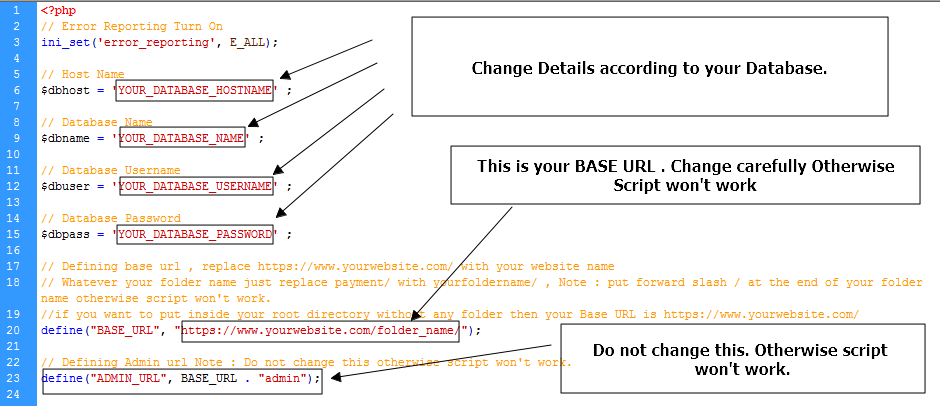 1 <?php
2 // Error Reporting Turn On
3 ini_set('error_reporting', E_ALL);
4
5 // Host Name
6 $dbhost = 'YOUR_DATABASE_HOSTNAME' ;
7
8 // Database Name
9 $dbname = 'YOUR_DATABASE_NAME' ;
10
11 // Database Username
12 $dbuser = 'YOUR_DATABASE_USERNAME' ;
13
14 // Database Password
15 $dbpass = 'YOUR_DATABASE_PASSWORD' ;
16
17 // Defining base url , replace https://www.yourwebsite.com/ with your website name
18 // Whatever your folder name just replace payment/ with yourfoldername/ , Note : put forward slash / at the end of your folder
name otherwise script won't work.
19 //if you want to put inside your root directory without any folder then your Base URL is https://www.yourwebsite.com/
20 define("BASE_URL", "https://www.yourwebsite.com/folder_name/");
21
22 // Defining Admin url Note : Do not change this otherwise script won't work.
23 define("ADMIN_URL", BASE_URL . "admin");
24
Change Details according to your Database.
This is your BASE URL . Change carefully Otherwise
Script won't work
Do not change this. Otherwise script
won't work.